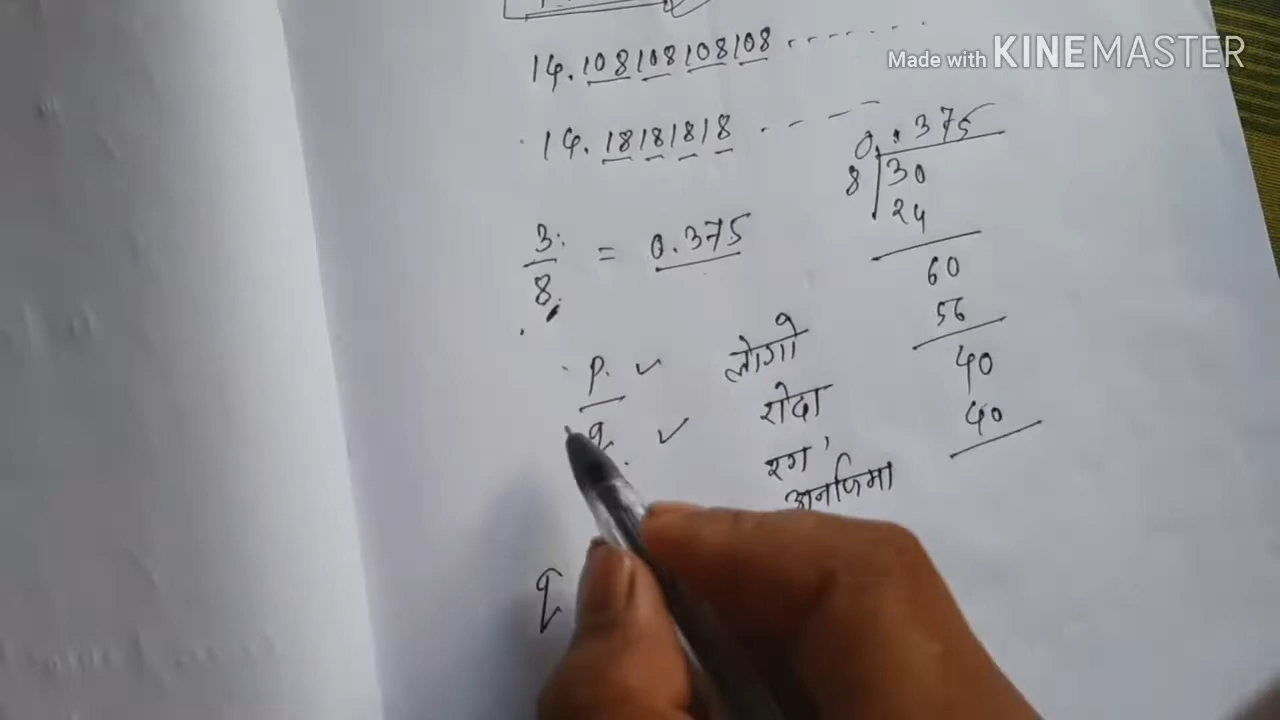 Made with KINEMASTER
14.108108108108........
14.18181818.----
3/8 = 0.375
0.375
8 30
24
60
56
40
40
p
q
लोगो
रोदा
रग
अनजिमा
q